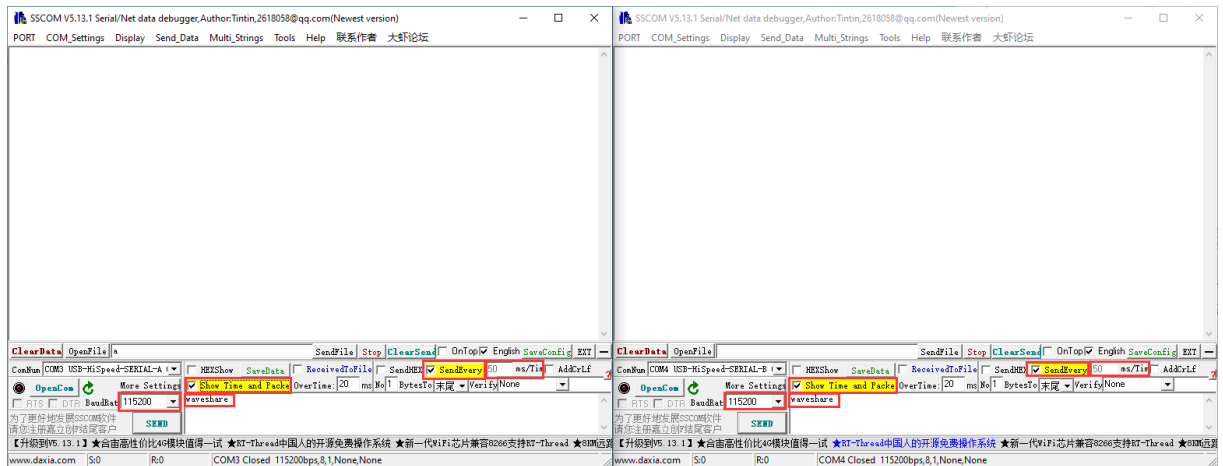 SSCOM V5.13.1 Serial/Net data debugger,Author:Tintin,2618058@qq.com(Newest version)
PORT COM_Settings Display Send_Data Multi_Strings Tools Help 联系作者 大虾论坛
ClearData OpenFile a SendFile Stop ClearSend OnTop English SaveConfig EXT —
ComNum COM3 USB-HiSpeed-SERIAL-A ( HEXShow SaveData ReceivedToFile SendHEX SendEvery 50 ms/Tim AddCrLf
OpenCom More Settings Show Time and Packe OverTime: 20 ms No 1 BytesTo 末尾 Verify None
RTS DTR BaudRat 115200 waveshare
为了更好地发展SSCOM软件
请您注册嘉立创F结尾客户 SEND
【升级到V5.13.1】★合宙高性价比4G模块值得一试 ★RT-Thread中国人的开源免费操作系统 ★新一代WiFi芯片兼容8266支持RT-Thread ★8KM远距
www.daxia.com S:0 R:0 COM3 Closed 115200bps,8,1,None,None
SSCOM V5.13.1 Serial/Net data debugger,Author:Tintin,2618058@qq.com(Newest version)
PORT COM_Settings Display Send_Data Multi_Strings Tools Help 联系作者 大虾论坛
ClearData OpenFile SendFile Stop ClearSend OnTop English SaveConfig EXT —
ComNum COM4 USB-HiSpeed-SERIAL-B ( HEXShow SaveData ReceivedToFile SendHEX SendEvery 50 ms/Tim AddCrLf
OpenCom More Settings Show Time and Packe OverTime: 20 ms No 1 BytesTo 末尾 Verify None
RTS DTR BaudRat 115200 waveshare
为了更好地发展SSCOM软件
请您注册嘉立创F结尾客户 SEND
【升级到V5.13.1】★合宙高性价比4G模块值得一试 ★RT-Thread中国人的开源免费操作系统 ★新一代WiFi芯片兼容8266支持RT-Thread ★8KM远距
www.daxia.com S:0 R:0 COM4 Closed 115200bps,8,1,None,None